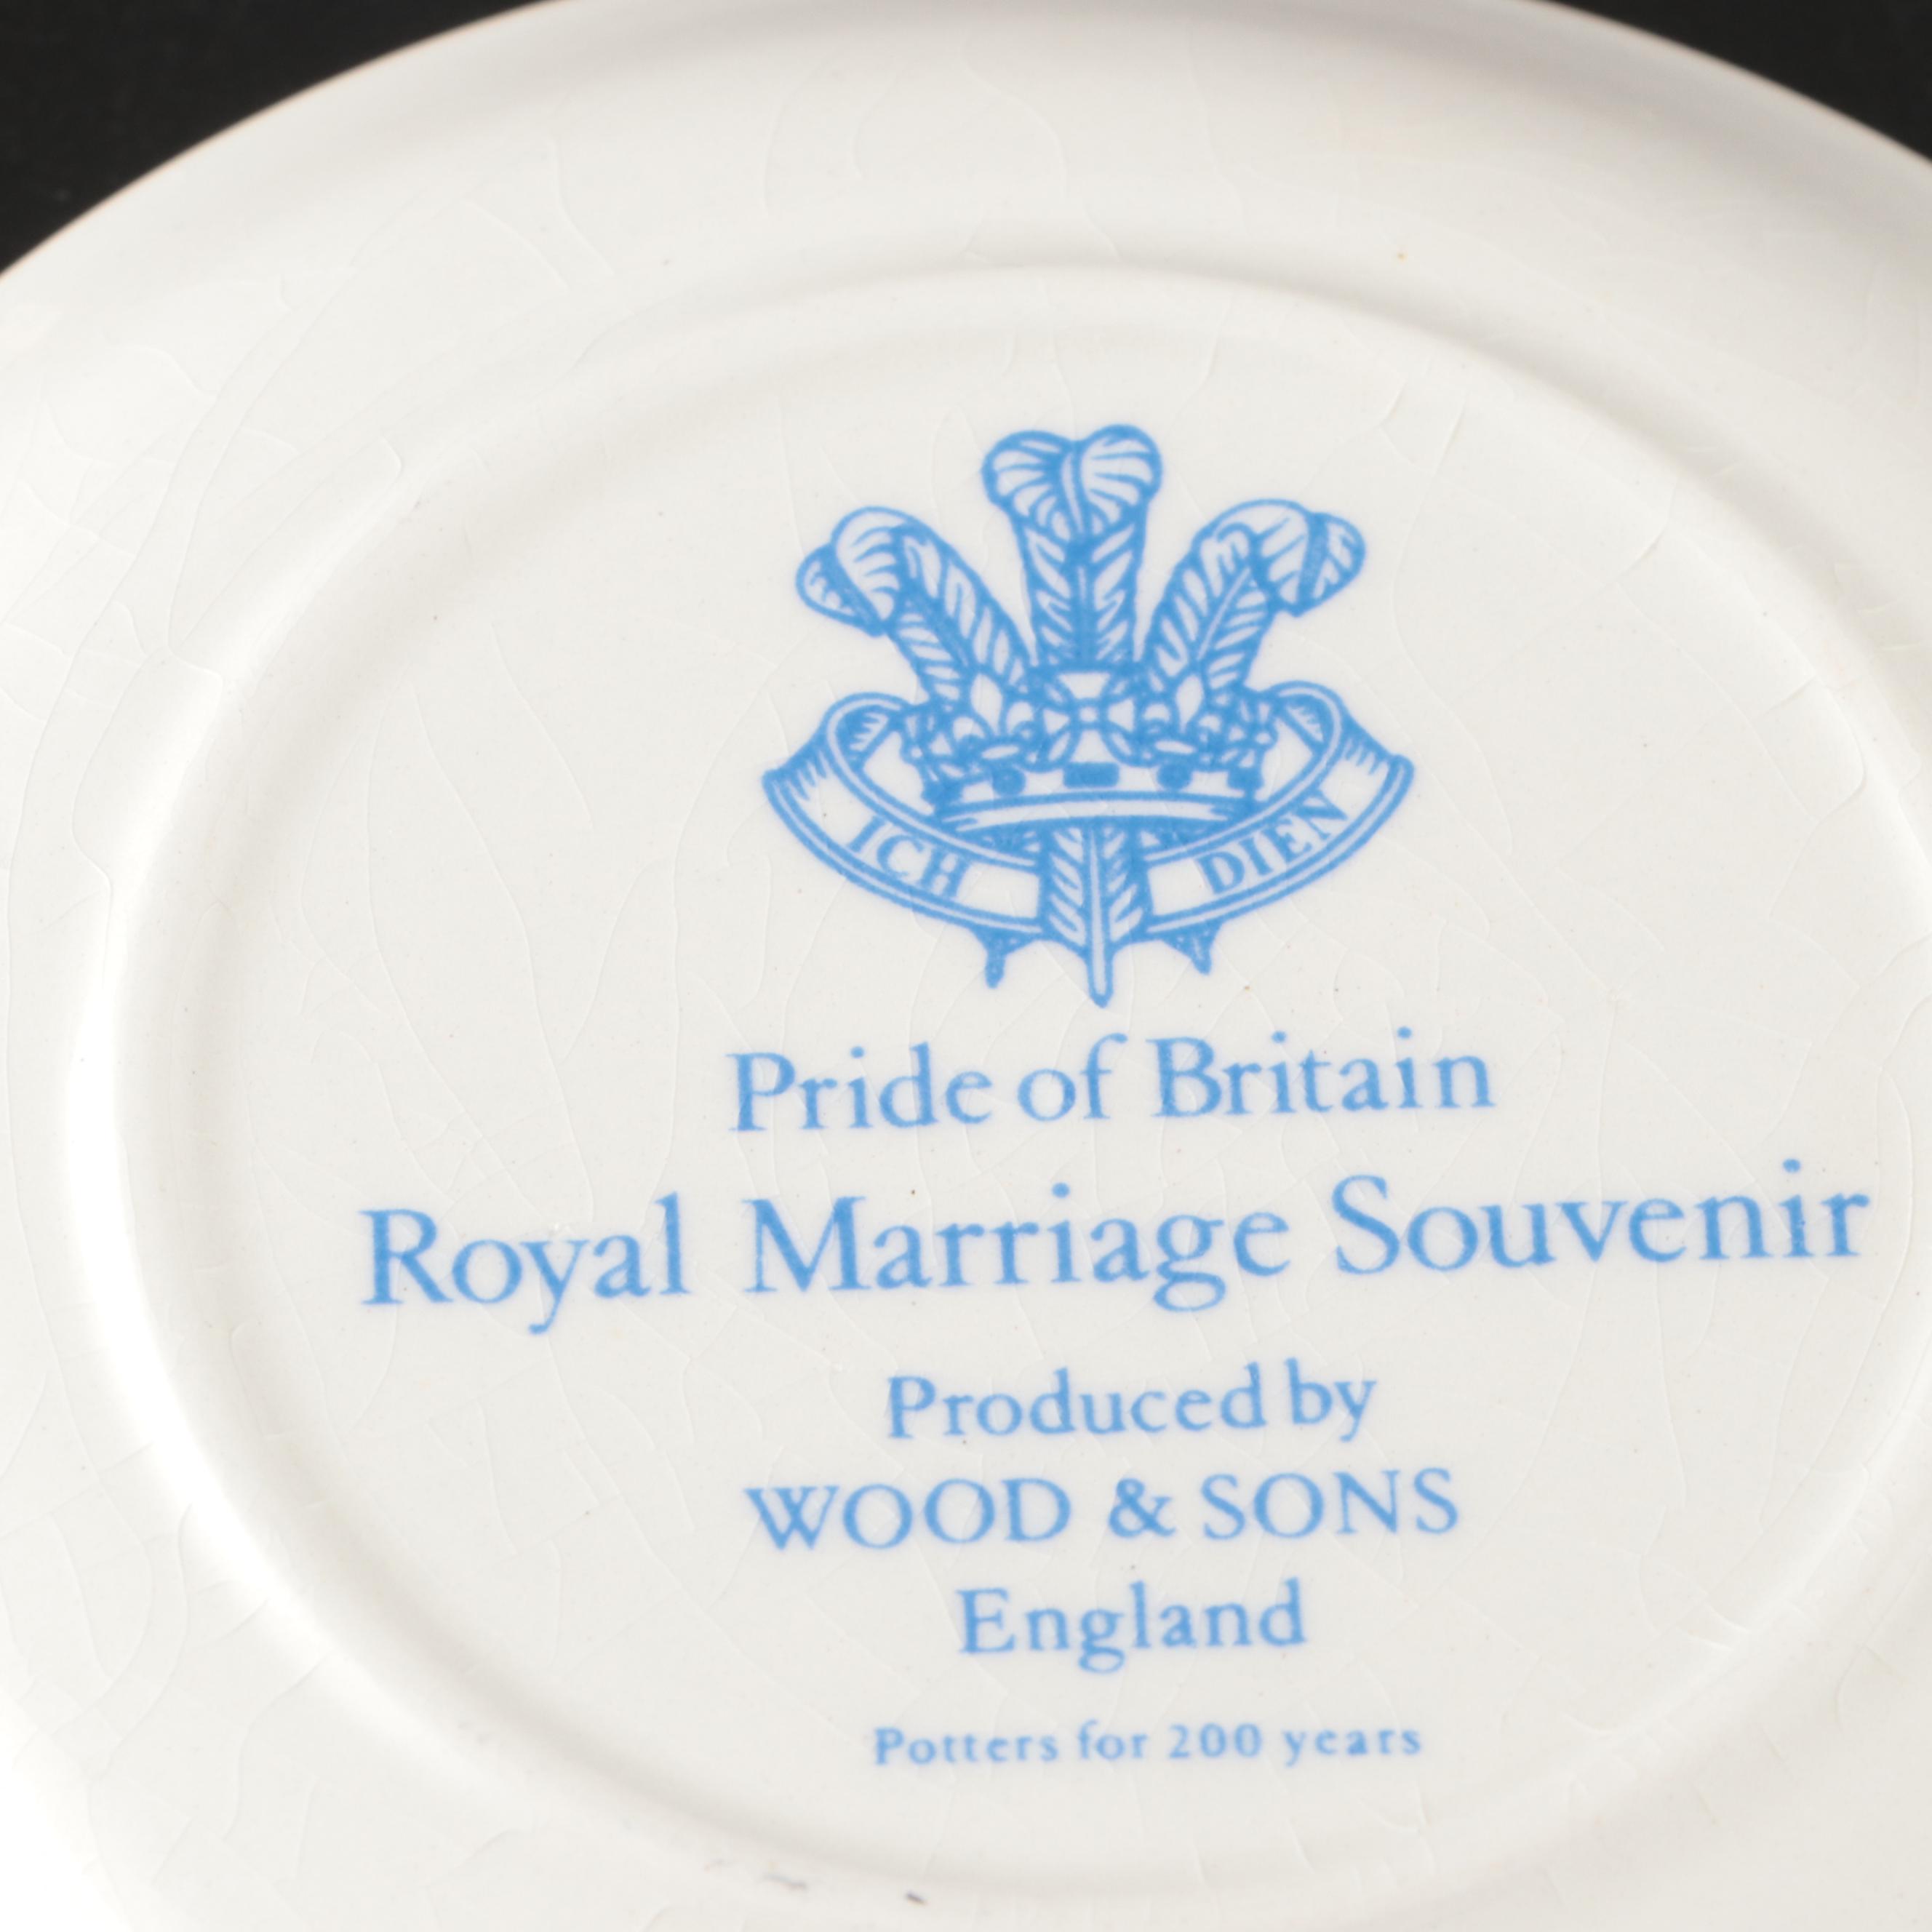 ICH DIEN
Pride of Britain
Royal Marriage Souvenir
Produced by
WOOD & SONS
England
Potters for 200 years